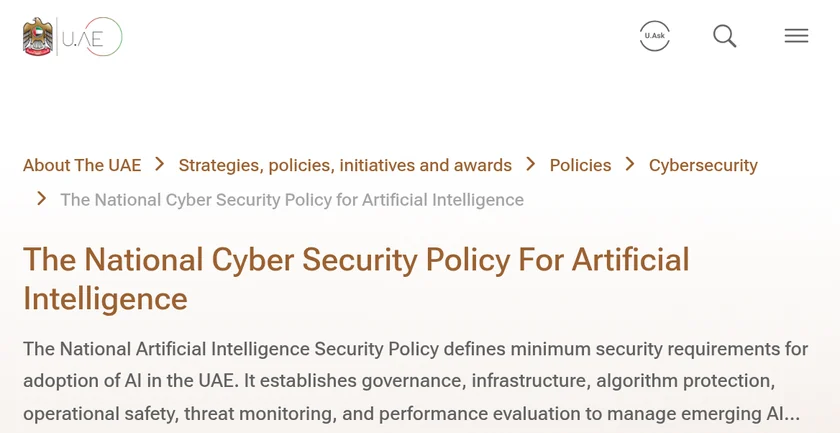 U.AE
U.Ask
About The UAE > Strategies, policies, initiatives and awards > Policies > Cybersecurity
> The National Cyber Security Policy for Artificial Intelligence
The National Cyber Security Policy For Artificial
Intelligence
The National Artificial Intelligence Security Policy defines minimum security requirements for
adoption of AI in the UAE. It establishes governance, infrastructure, algorithm protection,
operational safety, threat monitoring, and performance evaluation to manage emerging AI...